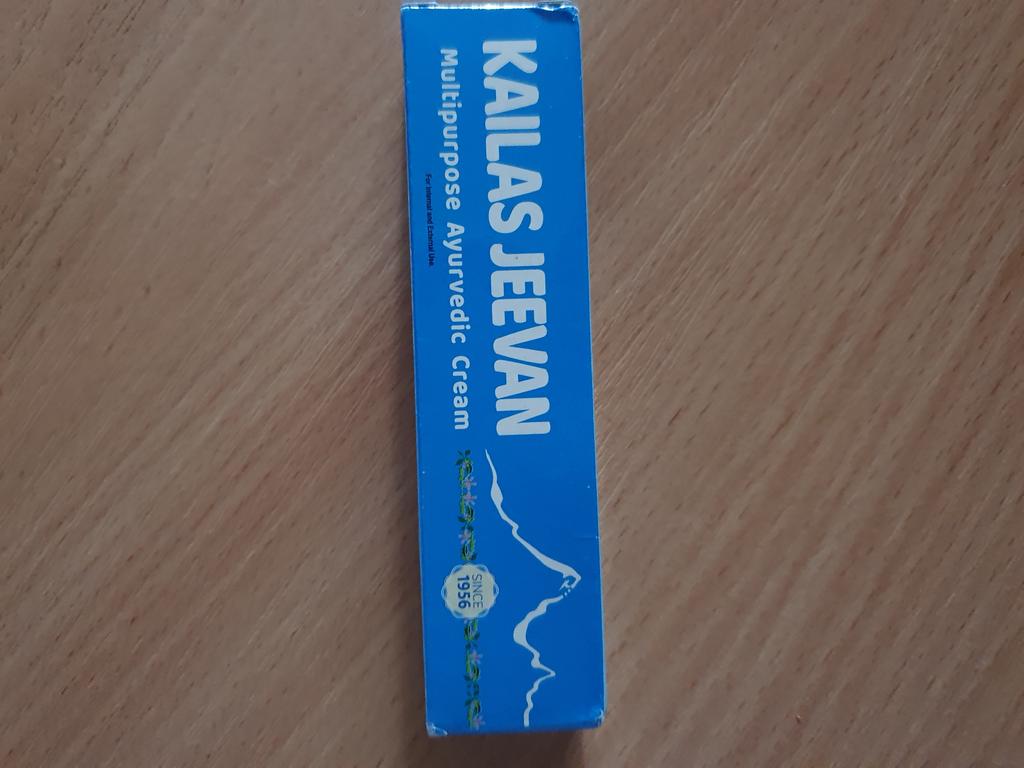 KAILAS JEEVAN
Multipurpose Ayurvedic Cream
For Internal and External Use.
SINCE
1956